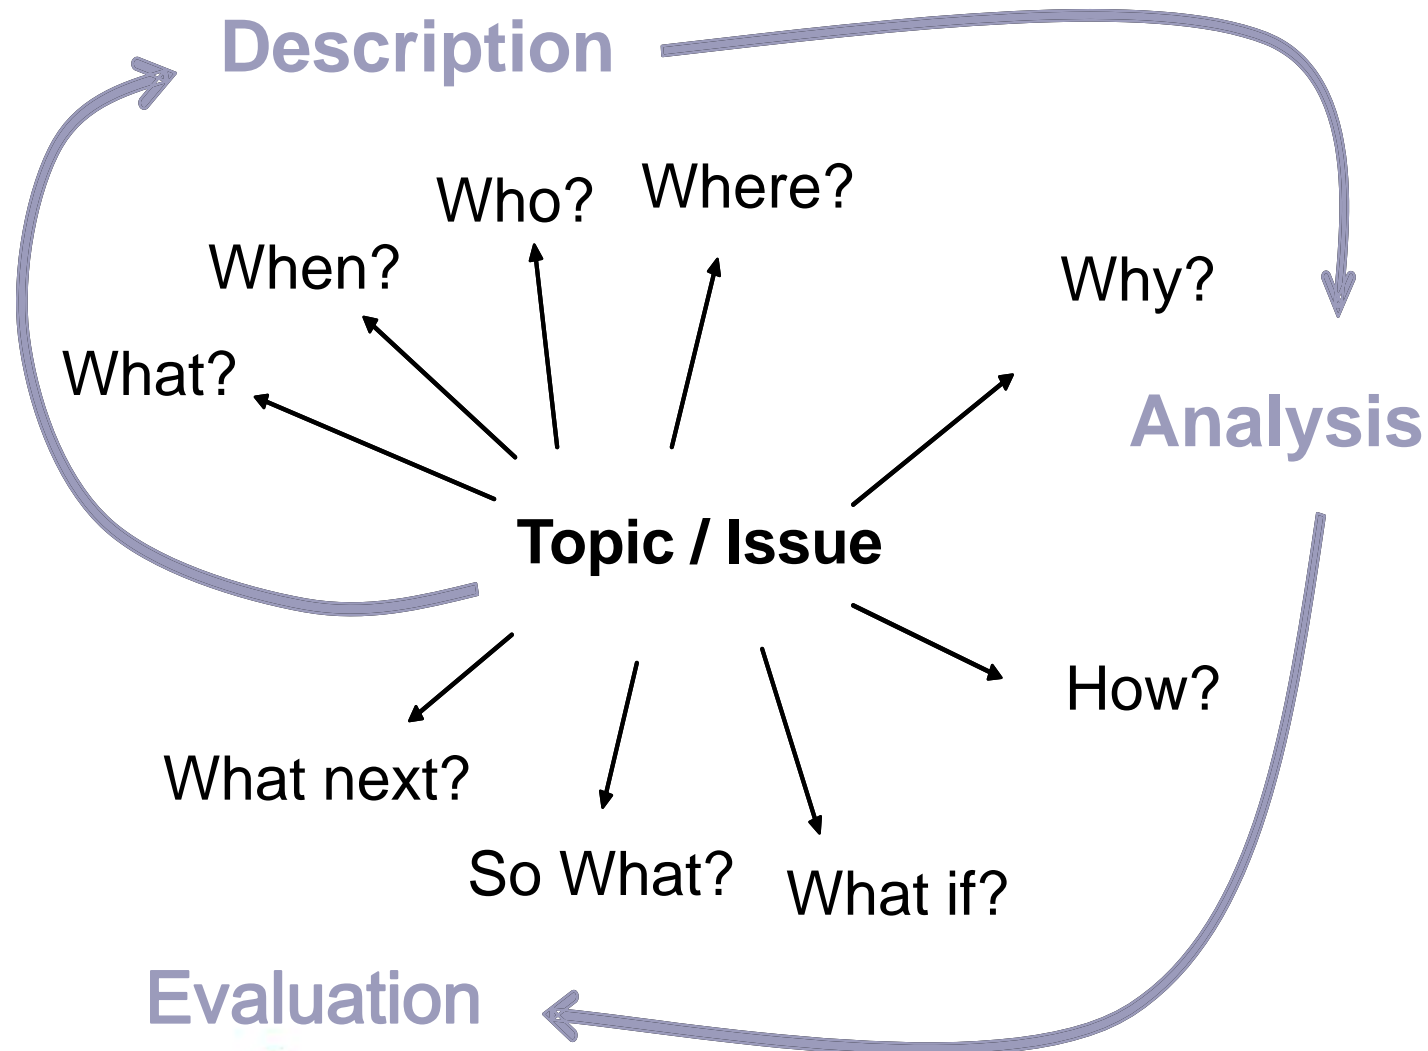 Description
Who?
Where?
When?
Why?
What?
Analysis
Topic / Issue
How?
What next?
So What?
What if?
Evaluation